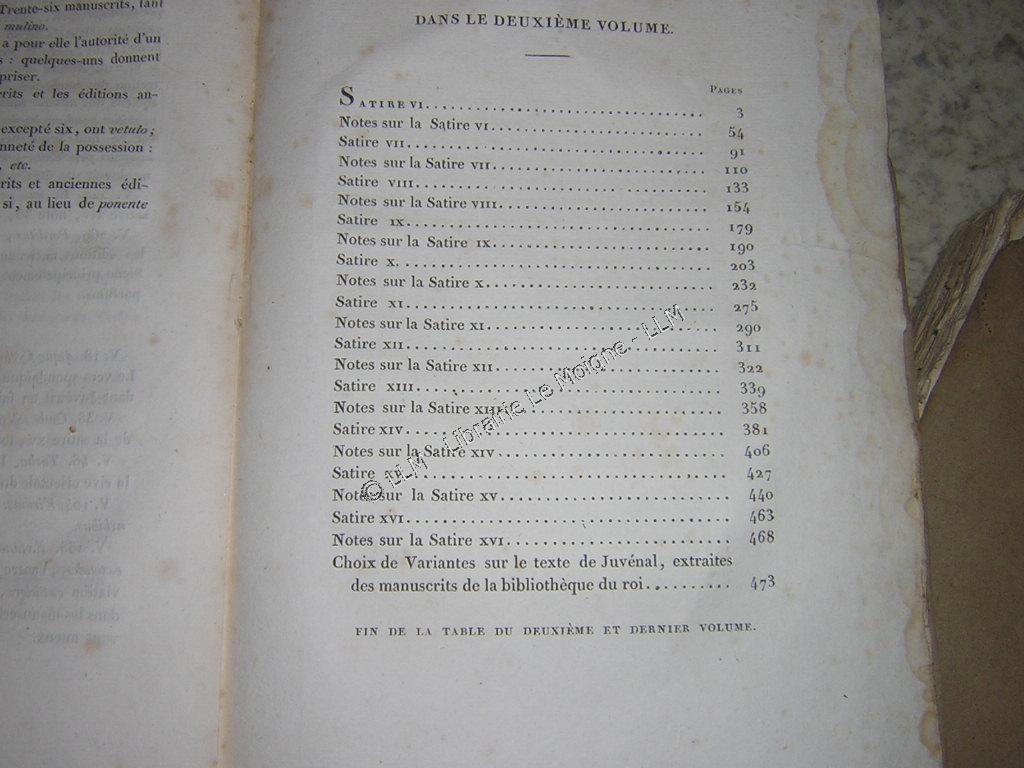 Trente-six manuscrits, tant
mulino.
a pour elle l'autorité d'un
s : quelques-uns donnent
priser.
rits et les éditions an-
excepté six, ont vetulo ;
nneté de la possession :
, etc.
rits et anciennes édi-
si, au lieu de ponente
DANS LE DEUXIÈME VOLUME.
PAGES
SATIRE VI. 3
Notes sur la Satire VI. 54
Satire VII. 91
Notes sur la Satire VII. 110
Satire VIII. 133
Notes sur la Satire VIII. 154
Satire IX. 179
Notes sur la Satire IX. 190
Satire X. 203
Notes sur la Satire X. 232
Satire XI. 275
Notes sur la Satire XI. 290
Satire XII. 311
Notes sur la Satire XII. 322
Satire XIII. 339
Notes sur la Satire XIII. 358
Satire XIV. 381
Notes sur la Satire XIV. 406
Satire 427
Notes sur la Satire XV. 440
Satire XVI. 463
Notes sur la Satire XVI. 468
Choix de Variantes sur le texte de Juvénal, extraites
des manuscrits de la bibliothèque du roi. 473
FIN DE LA TABLE DU DEUXIÈME ET DERNIER VOLUME.
© LLM - Librairie Le Moigne - LLM